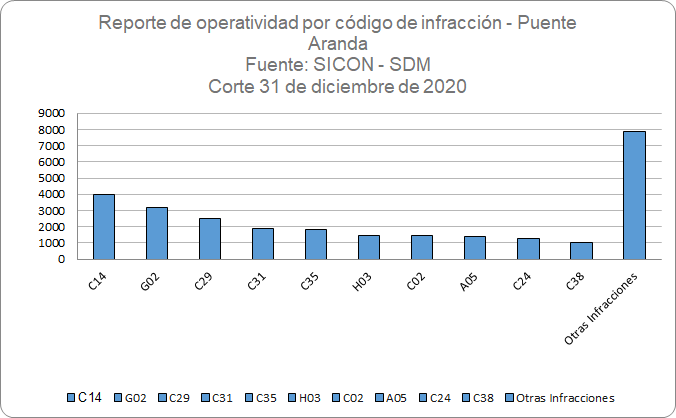 Reporte de operatividad por código de infracción - Puente
Aranda
Fuente: SICON - SDM
Corte 31 de diciembre de 2020
9000
8000
7000
6000
5000
4000
3000
2000
1000
0
C14 G02 C29 C31 C35 H03 C02 A05 C24 C38 Otras Infracciones
C14 G02 C29 C31 C35 H03 C02 A05 C24 C38 Otras Infracciones